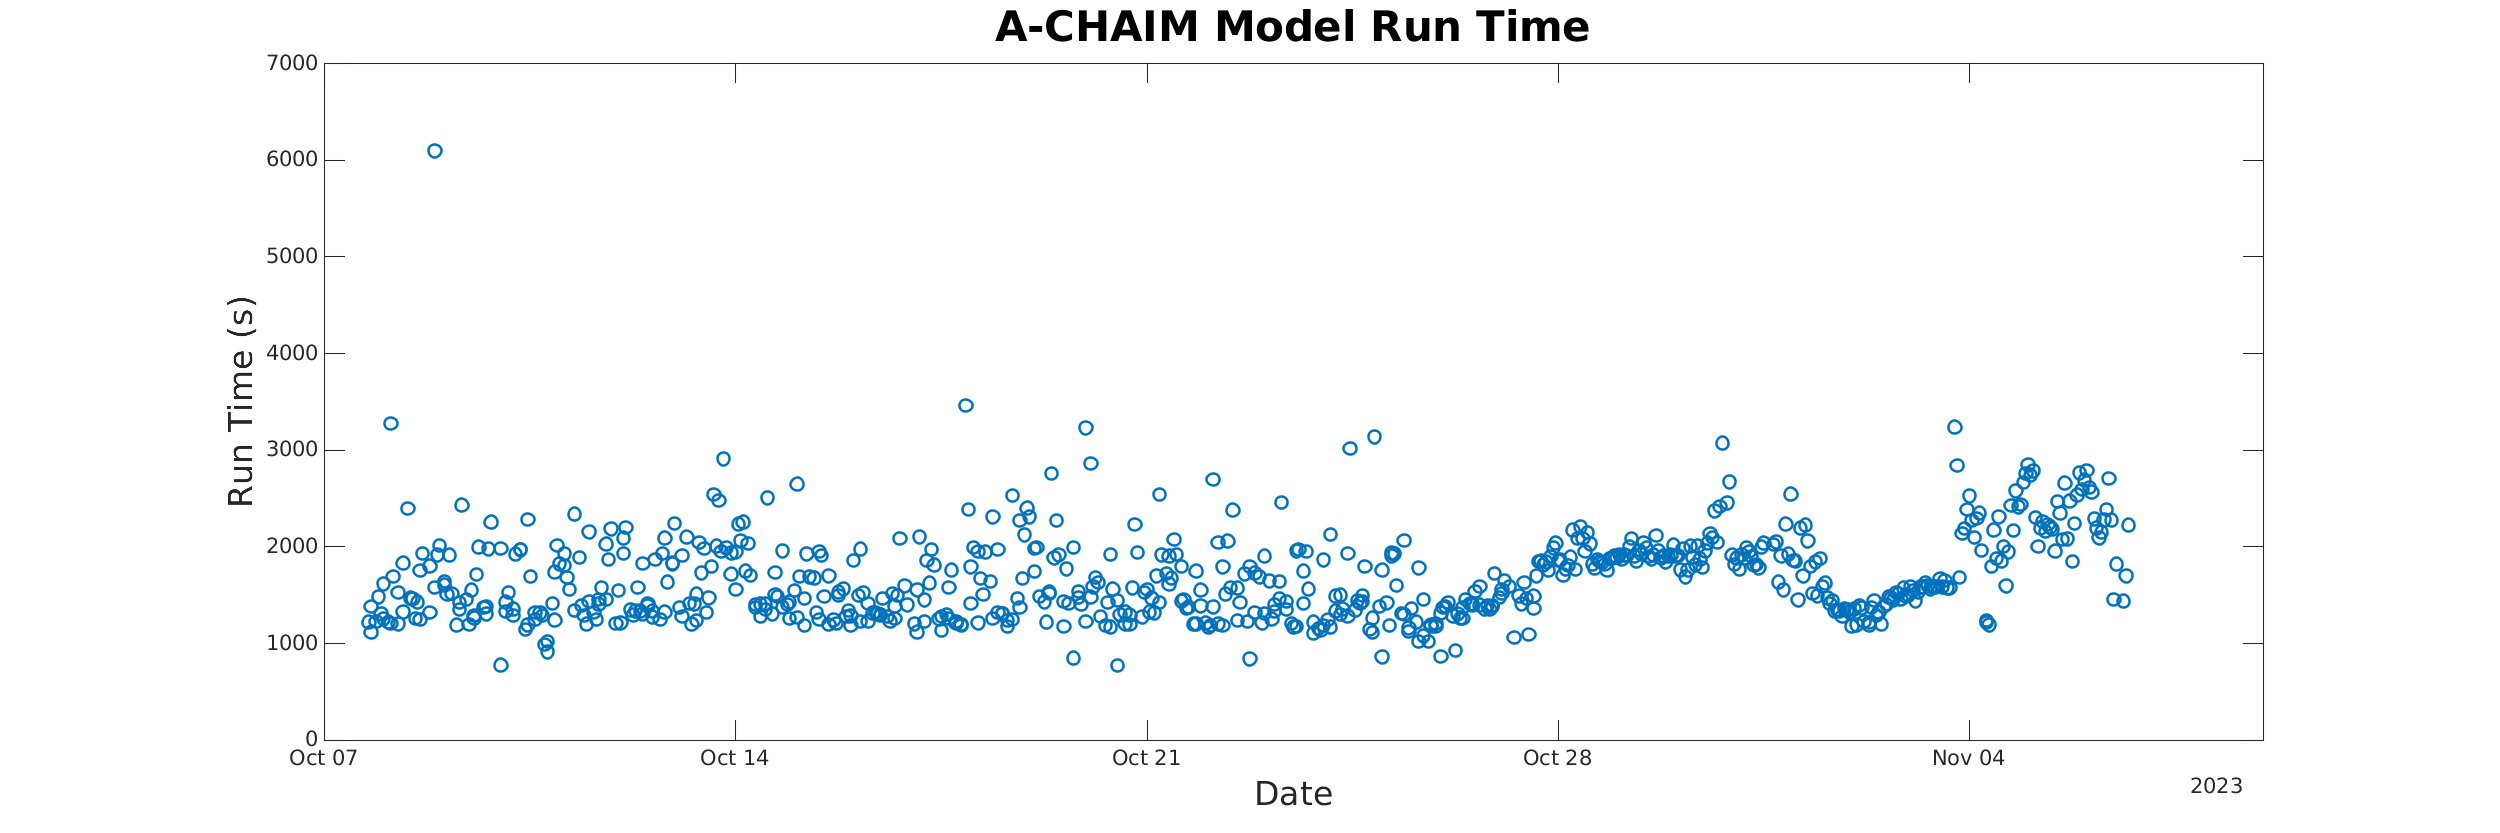 A-CHAIM Model Run Time
7000
6000
5000
4000
3000
2000
1000
0
Run Time (s)
Oct 07 Oct 14 Oct 21 Oct 28 Nov 04
2023
Date